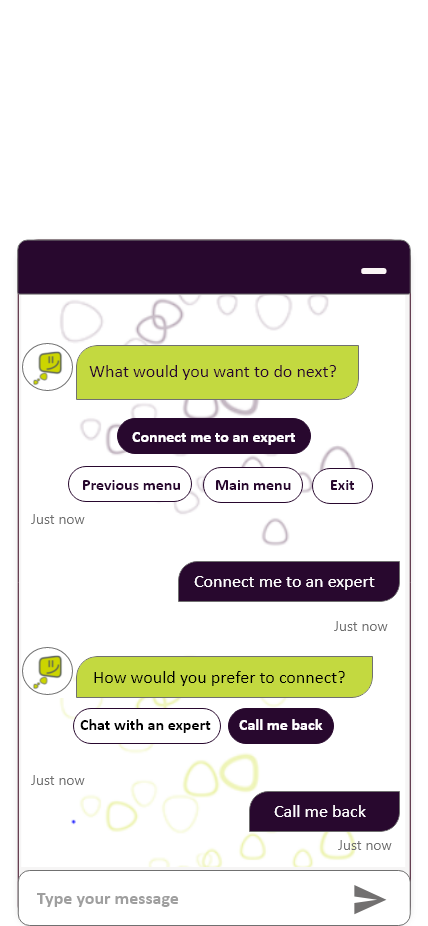 What would you want to do next?
Connect me to an expert
Previous menu
Main menu
Exit
Just now
Connect me to an expert
Just now
How would you prefer to connect?
Chat with an expert
Call me back
Just now
Call me back
Just now
Type your message